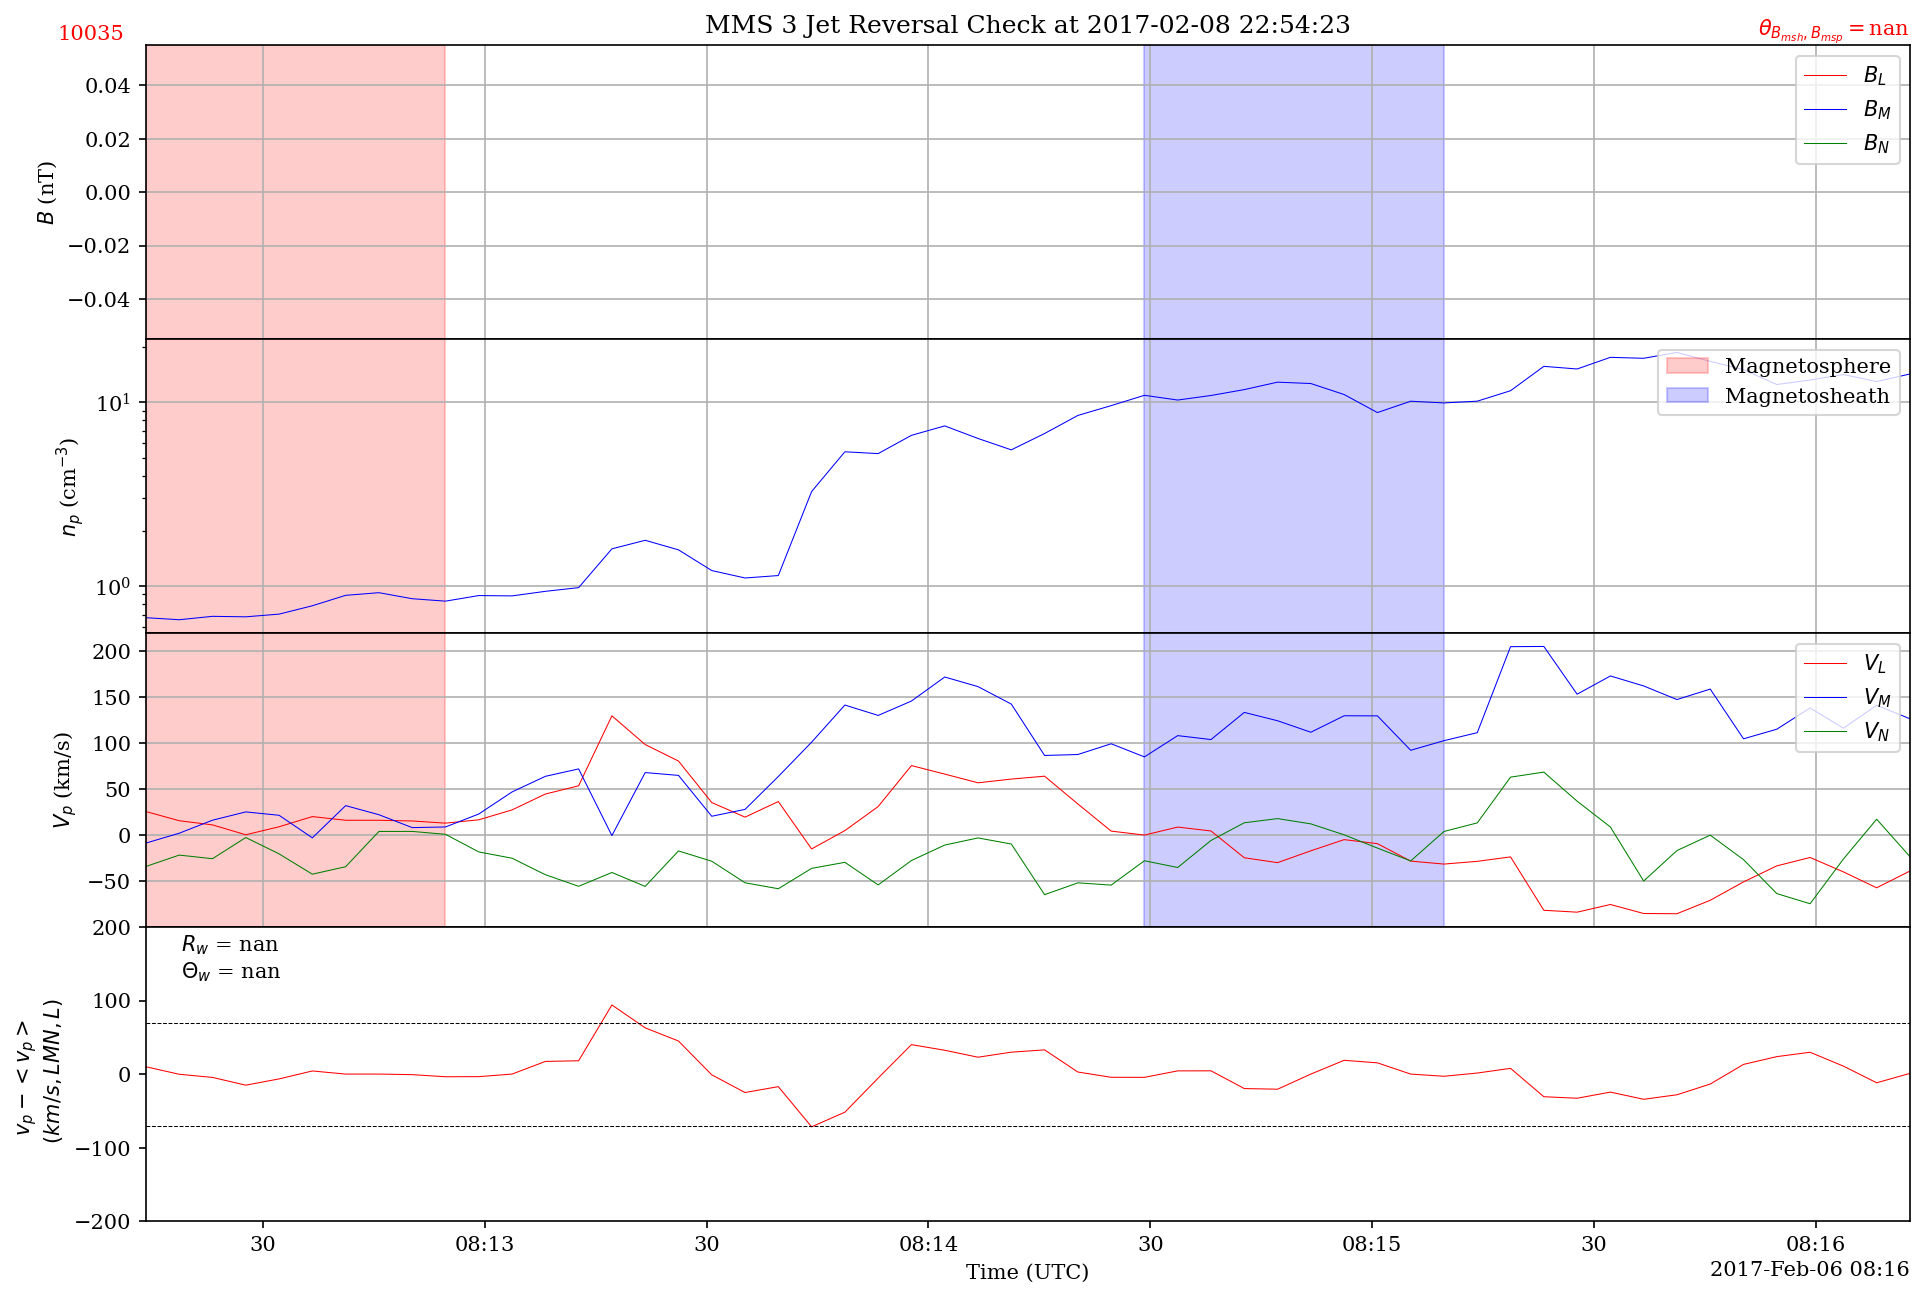 MMS 3 Jet Reversal Check at 2017-02-08 22:54:23
10035
θ_{B_{msh}, B_{msp}} = nan
0.04
0.02
0.00
−0.02
−0.04
B (nT)
B_L
B_M
B_N
10^1
10^0
n_p (cm^{−3})
Magnetosphere
Magnetosheath
200
150
100
50
0
−50
V_p (km/s)
V_L
V_M
V_N
200
100
0
−100
−200
v_p − < v_p >
(km/s, LMN, L)
R_w = nan
Θ_w = nan
30
08:13
30
08:14
30
08:15
30
08:16
Time (UTC)
2017-Feb-06 08:16